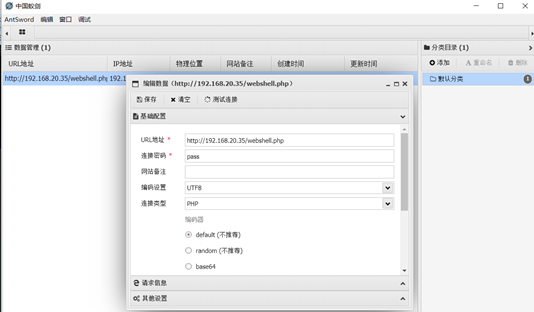 中国蚁剑
AntSword 编辑 窗口 调试
数据管理 (1)
URL地址 IP地址 物理位置 网站备注 创建时间 更新时间
http://192.168.20.35/webshell.php 192.16
分类目录 (1)
添加 重命名 删除
默认分类 1
编辑数据 (http://192.168.20.35/webshell.php)
保存 清空 测试连接
基础配置
URL地址 * http://192.168.20.35/webshell.php
连接密码 * pass
网站备注
编码设置 UTF8
连接类型 PHP
编码器
default (不推荐)
random (不推荐)
base64
请求信息
其他设置